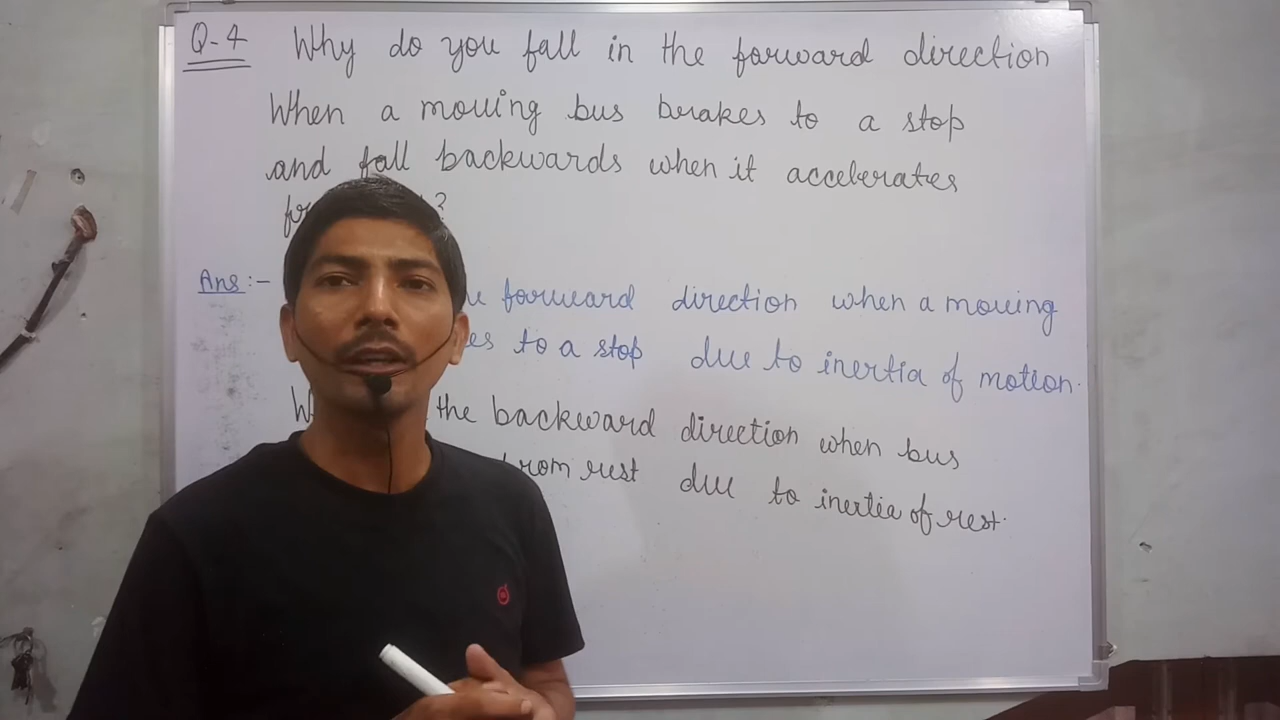 Q-4 Why do you fall in the forward direction
When a moving bus brakes to a stop
and fall backwards when it accelerates
?
Ans :- forward direction when a moving
to a stop due to inertia of motion.
the backward direction when bus
from rest due to inertia of rest.